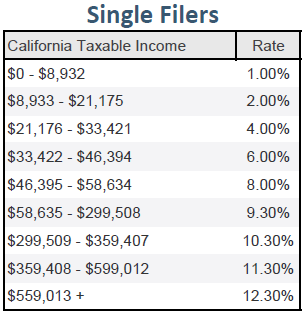 Single Filers
California Taxable Income Rate
$0 - $8,932 1.00%
$8,933 - $21,175 2.00%
$21,176 - $33,421 4.00%
$33,422 - $46,394 6.00%
$46,395 - $58,634 8.00%
$58,635 - $299,508 9.30%
$299,509 - $359,407 10.30%
$359,408 - $599,012 11.30%
$559,013 + 12.30%